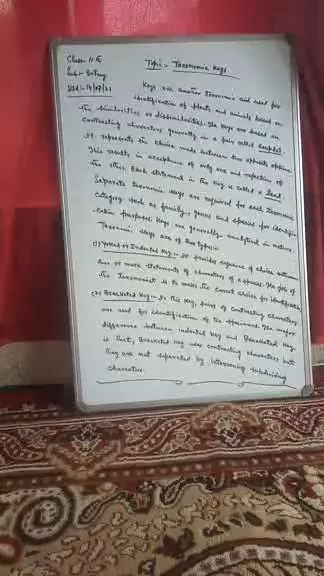 Class-11 G
Sub:- Botany
Dtd:- 14/07/21
Topic:- Taxonomic Keys
Keys are another taxonomic aid used for
identification of plants and animals based on
the similarities or dissimilarities. The keys are based on
contrasting characters generally in a pair called Couplet.
It represents the choice made between two opposite options.
This results in acceptance of only one and rejection of
the other. Each statement in the key is called a Lead.
Separate taxonomic keys are required for each taxonomic
Category such as family, genus and species for identifi-
cation purposes. Keys are generally analytical in nature.
Taxonomic keys are of two types:-
(1) Yoked or Indented Key:- It provides sequence of choice between
two or more statements of characters of a species. The job of
the taxonomist is to make the correct choice for identification
(2) Bracketed Key:- In this key, pairs of contrasting characters
are used for identification of the specimens. The major
difference between indented key and Bracketed Key
is that, Bracketed Key use contrasting characters but
they are not separated by intervening subdividing
character.